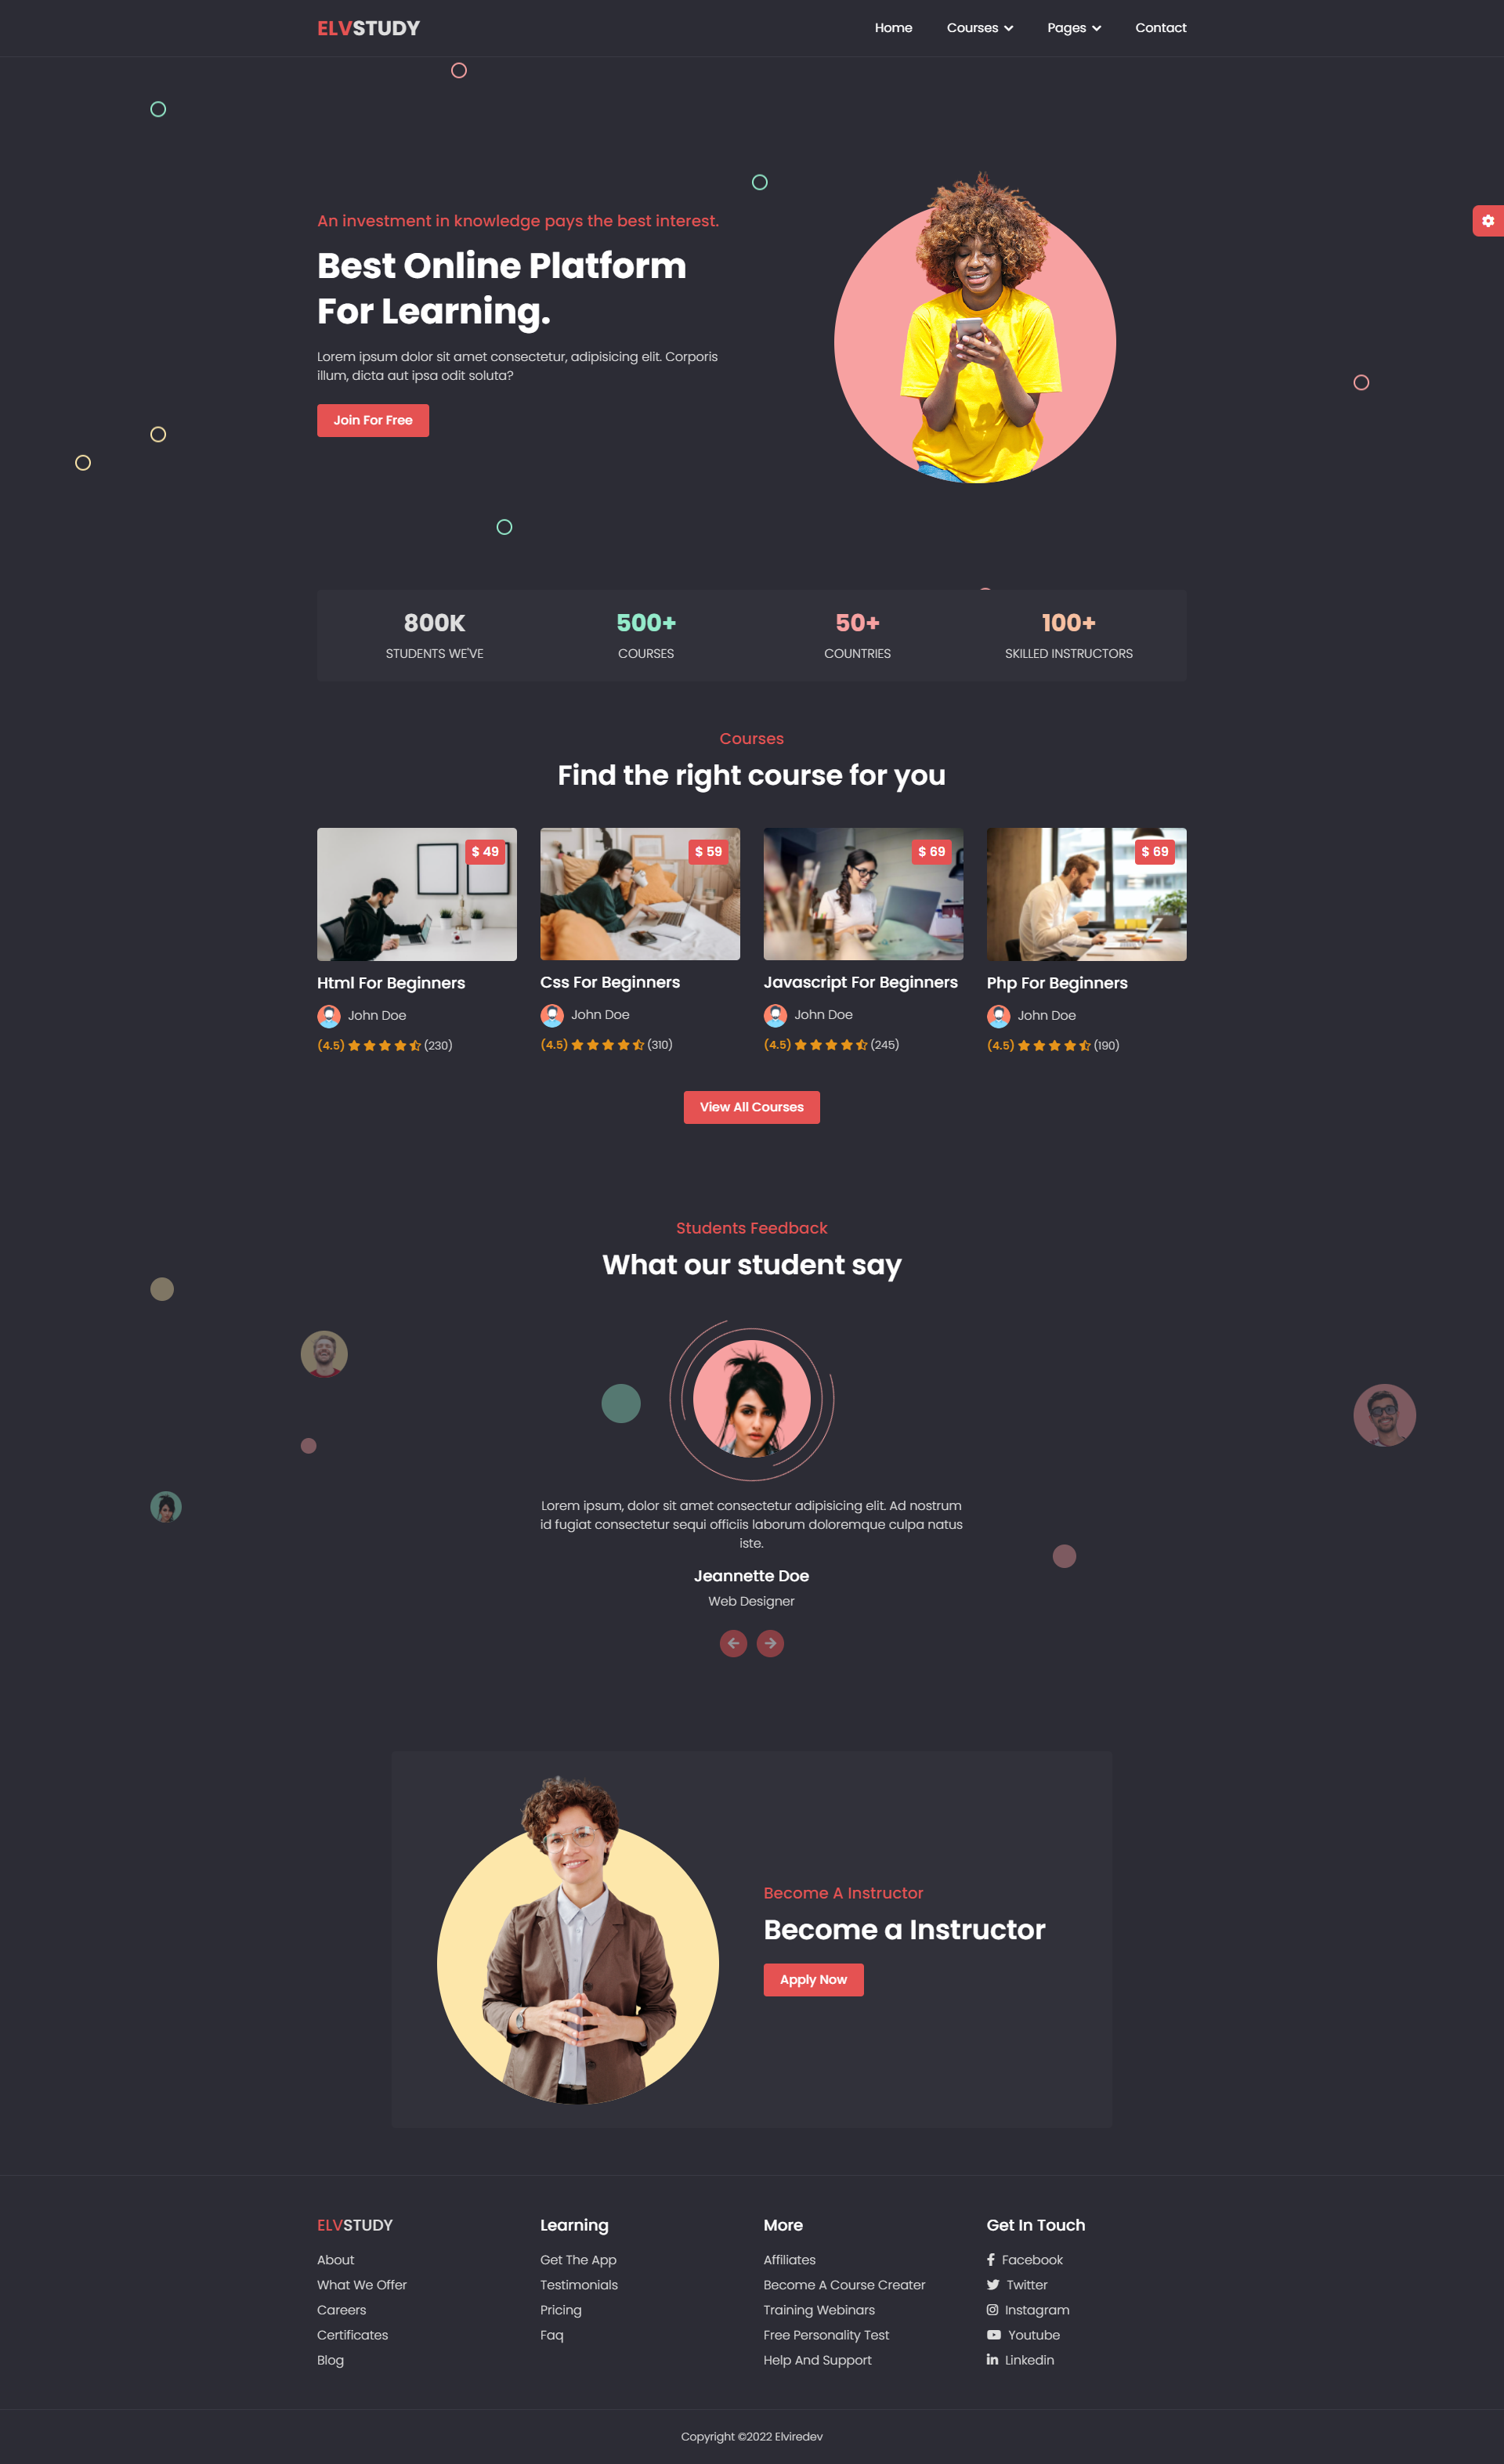 ELVSTUDY
Home Courses Pages Contact
An investment in knowledge pays the best interest.
Best Online Platform
For Learning.
Lorem ipsum dolor sit amet consectetur, adipisicing elit. Corporis
illum, dicta aut ipsa odit soluta?
Join For Free
800K 500+ 50+ 100+
STUDENTS WE'VE COURSES COUNTRIES SKILLED INSTRUCTORS
Courses
Find the right course for you
$ 49 $ 59 $ 69 $ 69
Html For Beginners Css For Beginners Javascript For Beginners Php For Beginners
John Doe John Doe John Doe John Doe
(4.5) (230) (4.5) (310) (4.5) (245) (4.5) (190)
View All Courses
Students Feedback
What our student say
Lorem ipsum, dolor sit amet consectetur adipisicing elit. Ad nostrum
id fugiat consectetur sequi officiis laborum doloremque culpa natus
iste.
Jeannette Doe
Web Designer
Become A Instructor
Become a Instructor
Apply Now
ELVSTUDY Learning More Get In Touch
About Get The App Affiliates Facebook
What We Offer Testimonials Become A Course Creater Twitter
Careers Pricing Training Webinars Instagram
Certificates Faq Free Personality Test Youtube
Blog Help And Support Linkedin
Copyright ©2022 Elviredev